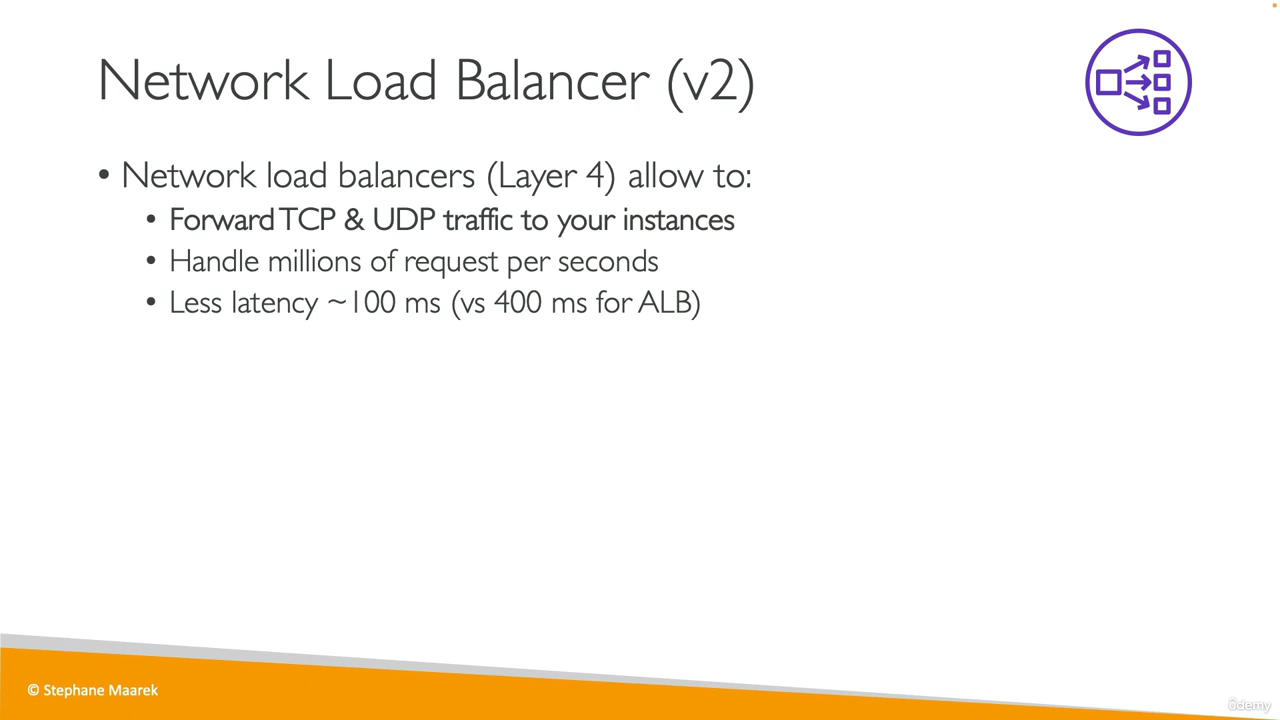 Network Load Balancer (v2)
• Network load balancers (Layer 4) allow to:
• Forward TCP & UDP traffic to your instances
• Handle millions of request per seconds
• Less latency ~100 ms (vs 400 ms for ALB)
© Stephane Maarek
ûdemy